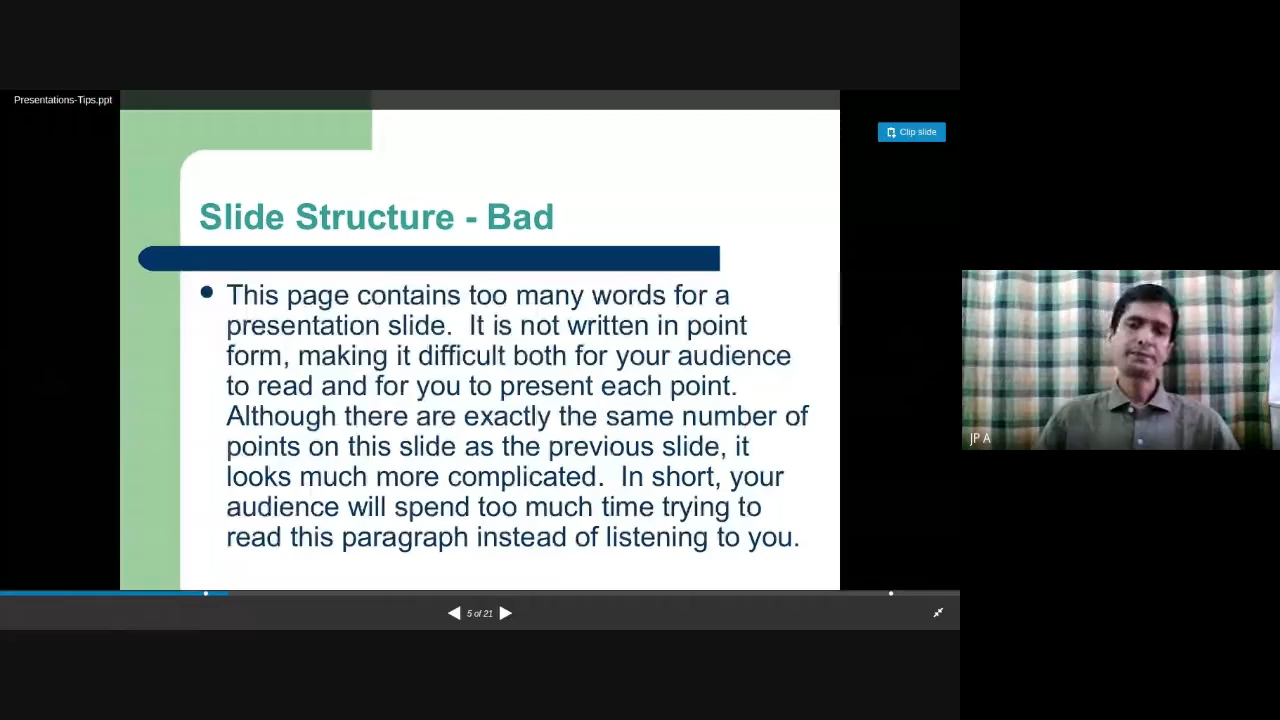 Presentations-Tips.ppt
Clip slide
Slide Structure - Bad
This page contains too many words for a
presentation slide.  It is not written in point
form, making it difficult both for your audience
to read and for you to present each point.
Although there are exactly the same number of
points on this slide as the previous slide, it
looks much more complicated.  In short, your
audience will spend too much time trying to
read this paragraph instead of listening to you.
JP A
5 of 21